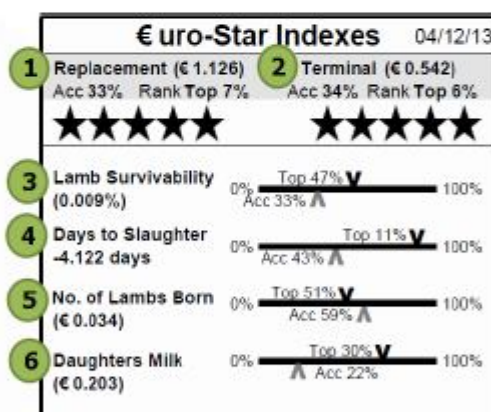 € uro-Star Indexes 04/12/13
1 Replacement (€ 1.126) 2 Terminal (€ 0.542)
Acc 33% Rank Top 7% Acc 34% Rank Top 6%
3 Lamb Survivability
(0.009%)
0% Top 47% 100%
Acc 33%
4 Days to Slaughter
-4.122 days
0% Top 11% 100%
Acc 43%
5 No. of Lambs Born
(€ 0.034)
0% Top 51% 100%
Acc 59%
6 Daughters Milk
(€ 0.203)
0% Top 30% 100%
Acc 22%